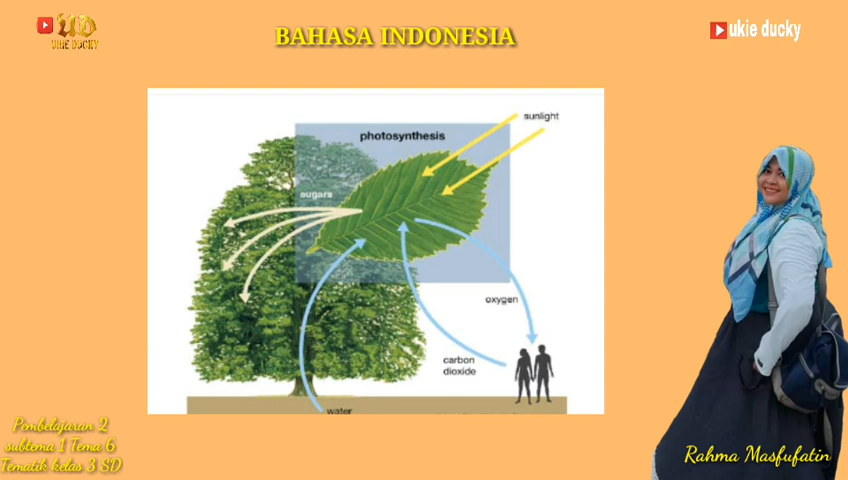 UD
UKIE DUCKY
BAHASA INDONESIA
ukie ducky
photosynthesis
sunlight
sugars
oxygen
carbon
dioxide
water
Pembelajaran 2
subtema 1 Tema 6
Tematik kelas 3 SD
Rahma Masfufatin